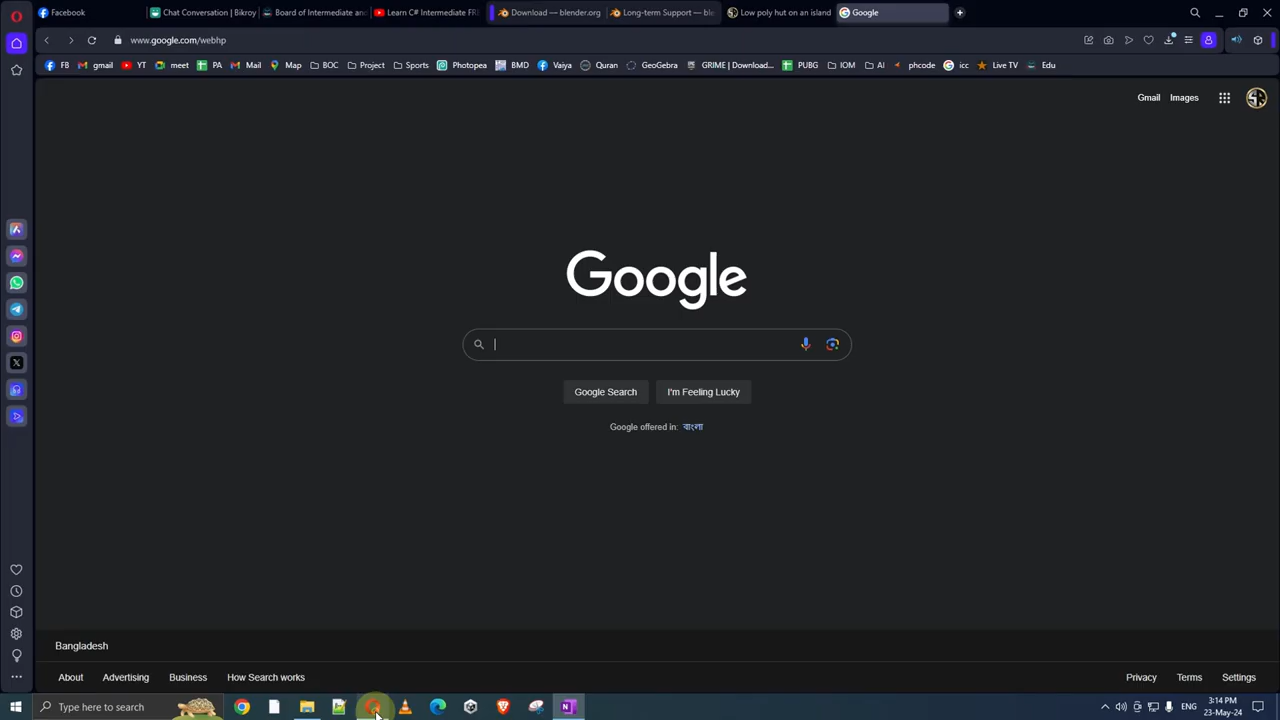 Facebook
Chat Conversation | Bikroy
Board of Intermediate and
Learn C# Intermediate FR
Download — blender.org
Long-term Support — ble
Low poly hut on an island
Google
www.google.com/webhp
FB
gmail
YT
meet
PA
Mail
Map
BOC
Project
Sports
Photopea
BMD
Vaiya
Quran
GeoGebra
GRIME | Download...
PUBG
IOM
AI
phcode
icc
Live TV
Edu
Gmail
Images
Google
Google Search
I'm Feeling Lucky
Google offered in: বাংলা
Bangladesh
About
Advertising
Business
How Search works
Privacy
Terms
Settings
Type here to search
ENG
3:14 PM
23-May-24